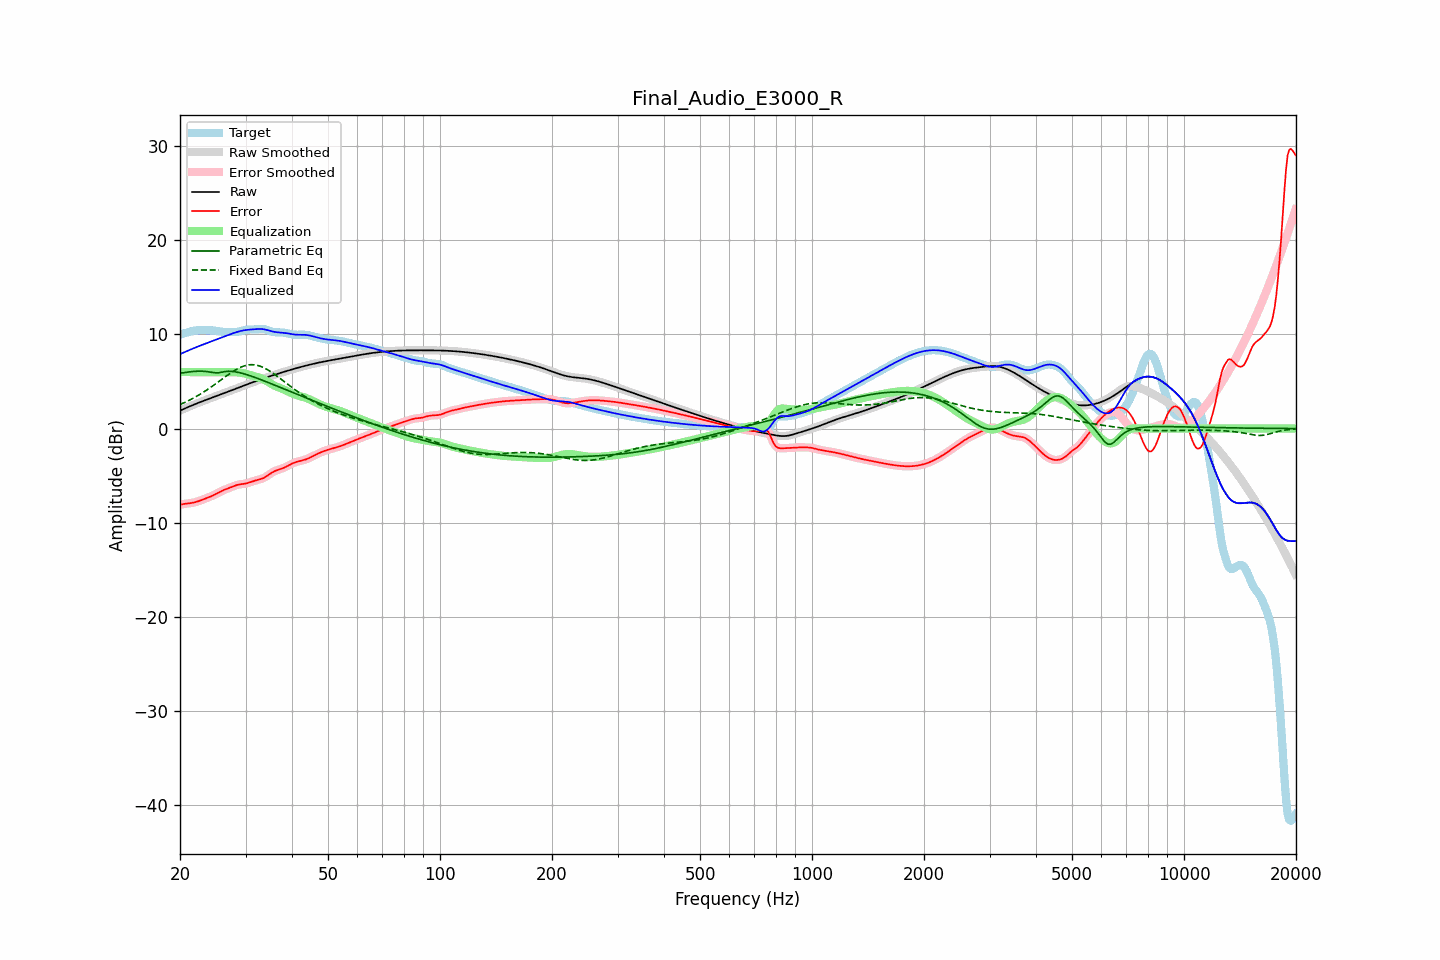 Final_Audio_E3000_R
Target
Raw Smoothed
Error Smoothed
Raw
Error
Equalization
Parametric Eq
Fixed Band Eq
Equalized
30
20
10
0
−10
−20
−30
−40
Amplitude (dBr)
20 50 100 200 500 1000 2000 5000 10000 20000
Frequency (Hz)